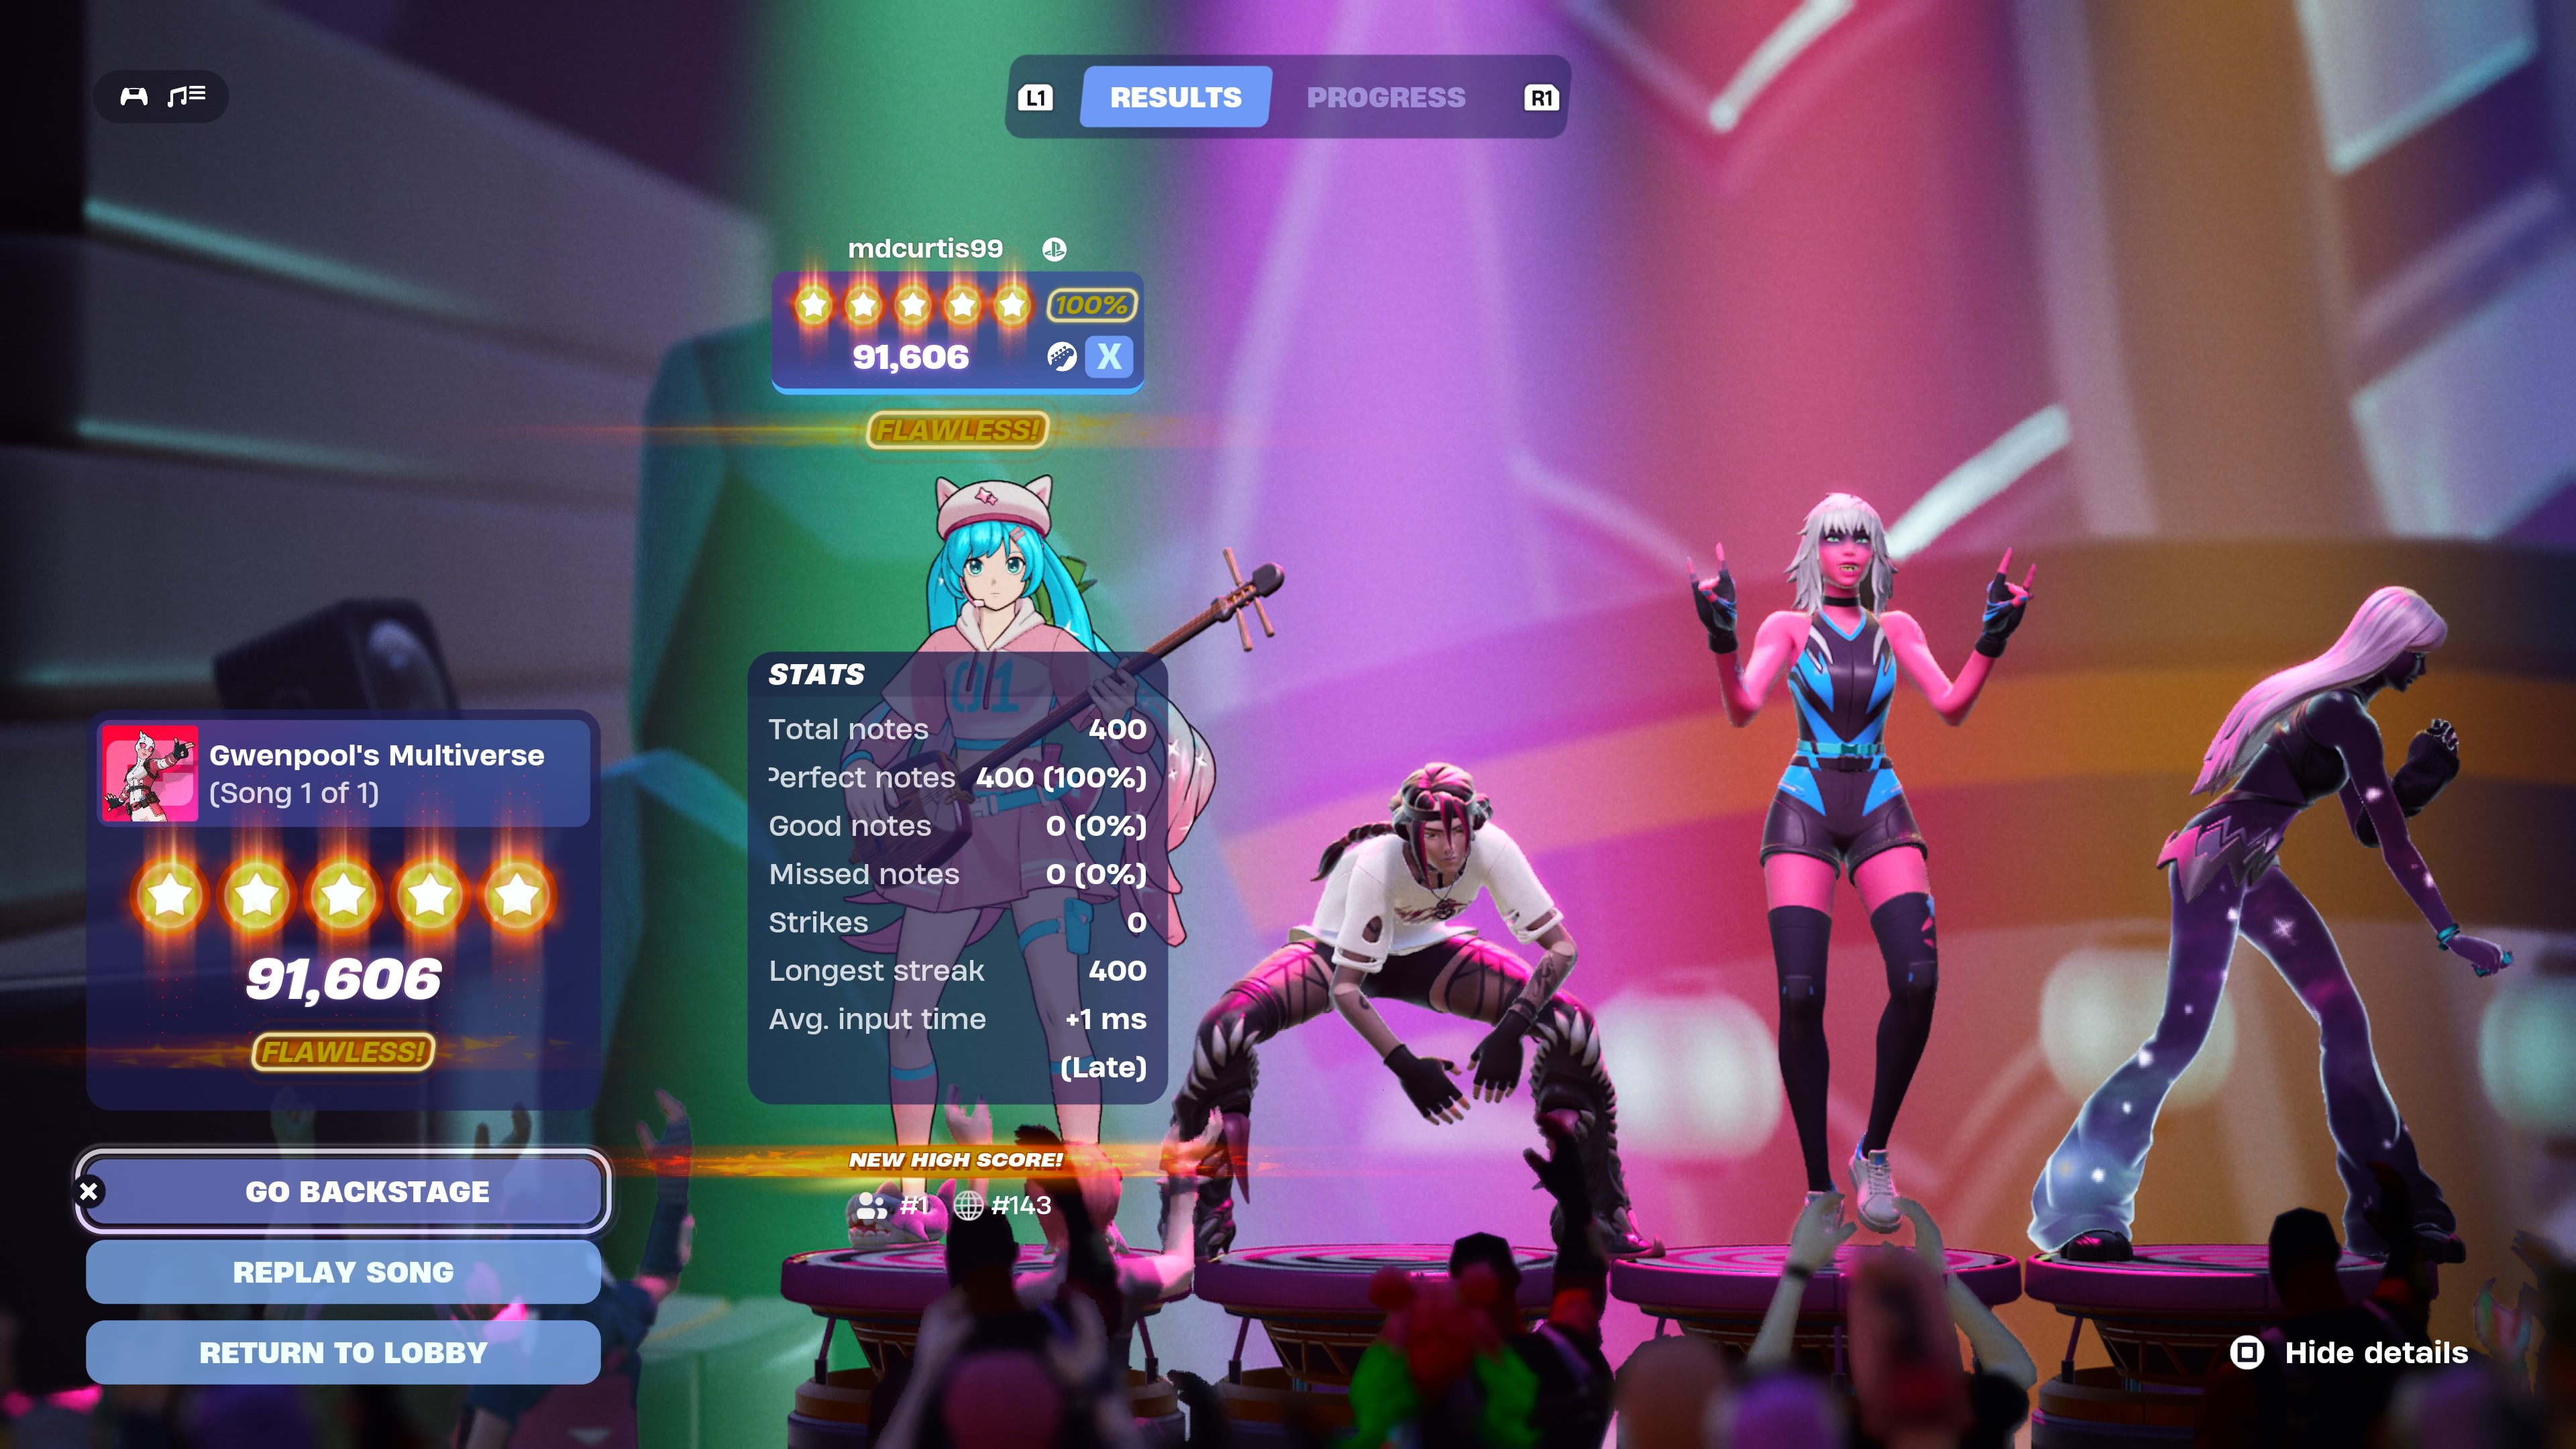 L1
RESULTS
PROGRESS
R1
mdcurtis99
100%
91,606
X
FLAWLESS!
01
STATS
Total notes 400
Perfect notes 400 (100%)
Good notes 0 (0%)
Missed notes 0 (0%)
Strikes 0
Longest streak 400
Avg. input time +1 ms
(Late)
NEW HIGH SCORE!
#1 #143
Gwenpool's Multiverse
(Song 1 of 1)
91,606
FLAWLESS!
GO BACKSTAGE
REPLAY SONG
RETURN TO LOBBY
Hide details